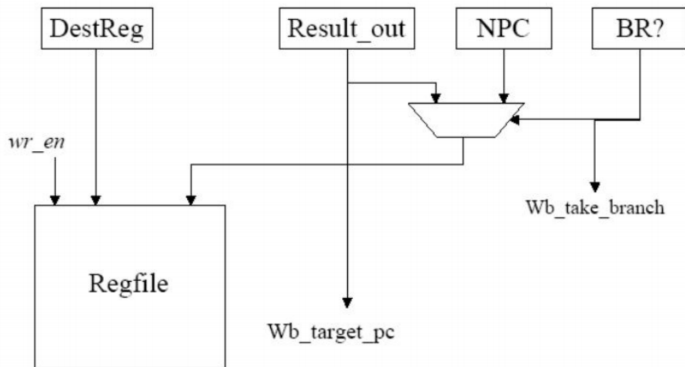 DestReg
Result_out
NPC
BR?
wr_en
Wb_take_branch
Regfile
Wb_target_pc